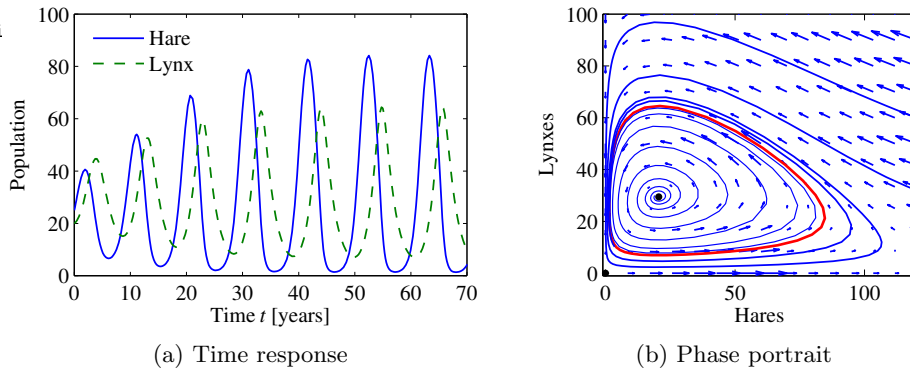 100
80
60
40
20
0
Population
Hare
Lynx
0 10 20 30 40 50 60 70
Time t [years]
(a) Time response
100
80
60
40
20
0
Lynxes
0 50 100
Hares
(b) Phase portrait